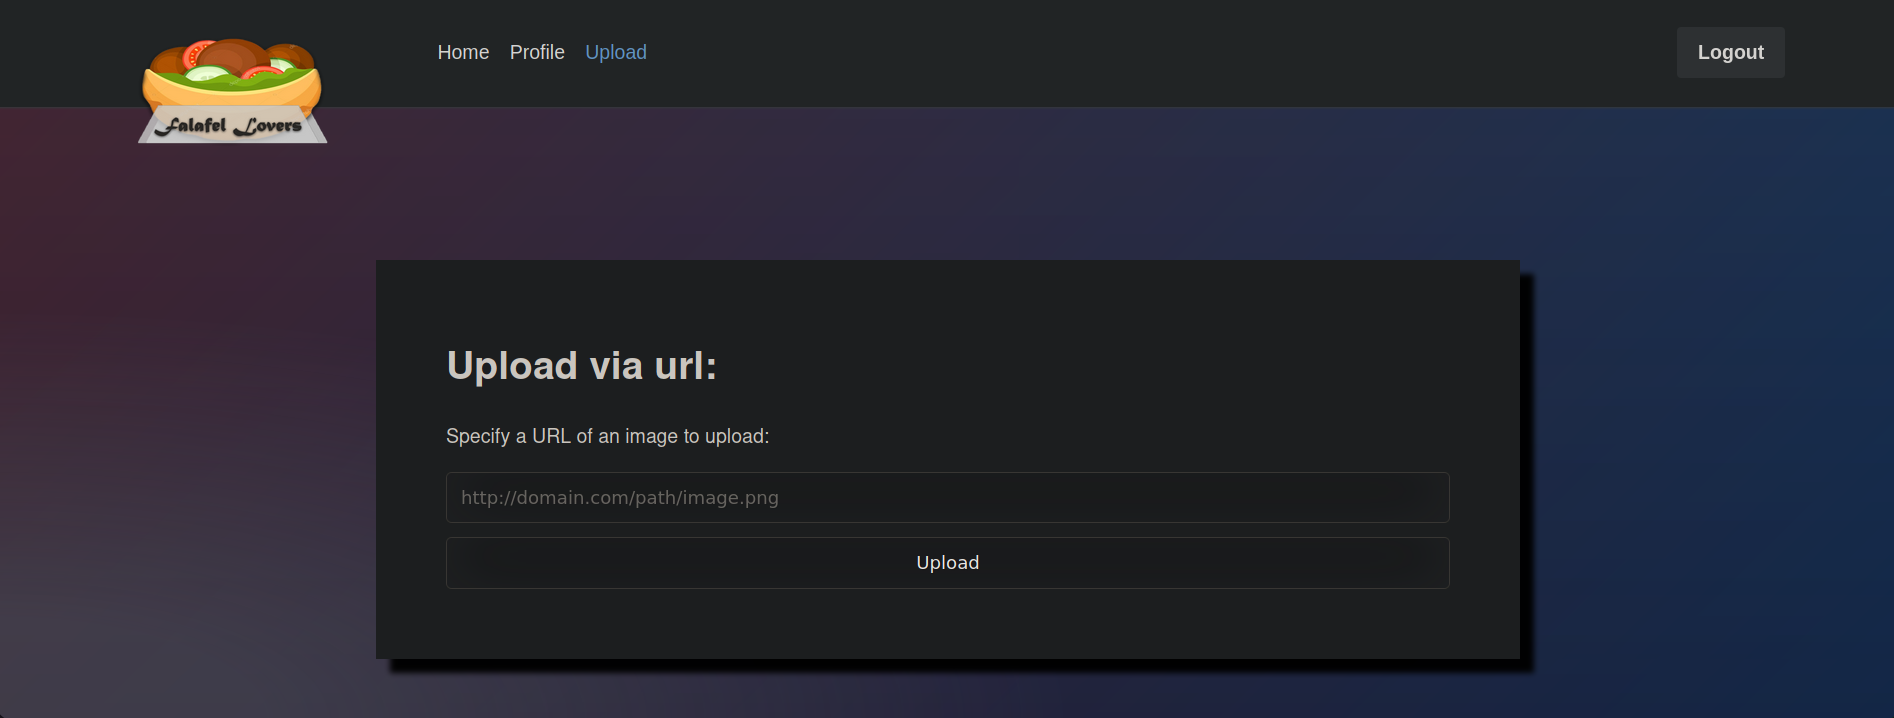 Falafel Lovers
Home Profile Upload
Logout
Upload via url:
Specify a URL of an image to upload:
http://domain.com/path/image.png
Upload